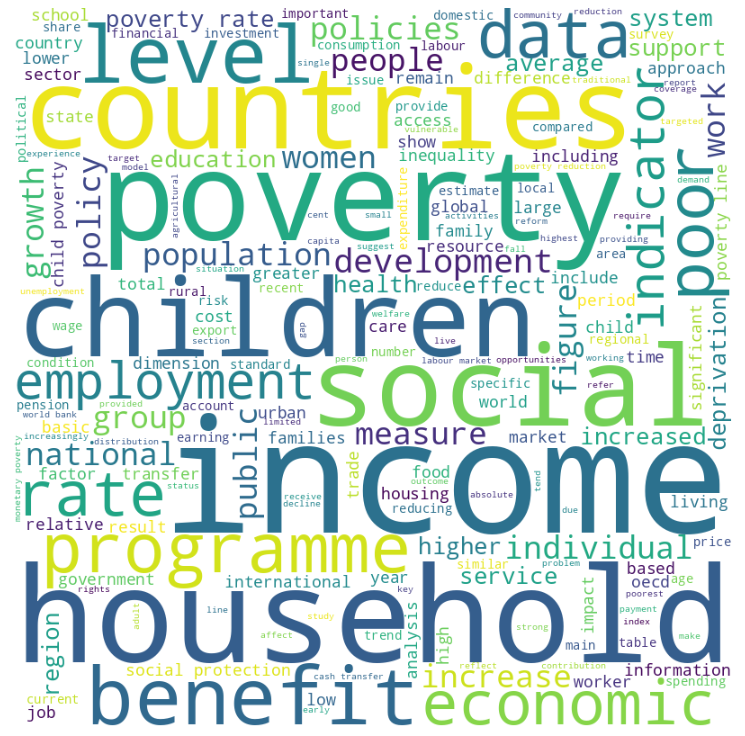 school
share
poverty rate
important
financial
investment
policies
domestic
labour
community
reduction
single
data
system
survey
support
traditional
country
lower
sector
level
consumption
issue
remain
people
average
difference
approach
report
coverage
countries
state
political
experience
target
model
good
provide
access
vulnerable
show
compared
targeted
indicator
work
education
women
inequality
including
poverty reduction
demand
growth
child poverty
policy
agricultural
poverty
cent
small
capita
suggest
expenditure
estimate
global
activities
fall
local
reform
highest
large
require
providing
poor
poverty line
population
family
resource
area
development
include
unemployment
situation
total
rural
greater
risk
recent
health
reduce
effect
figure
period
child
regional
time
significant
deprivation
wage
cost
export
welfare
live
section
gap
care
number
labour market
opportunities
working
refer
children
condition
dimension
standard
person
social
specific
world
employment
pension
provided
account
urban
limited
basic
world bank
group
public
measure
market
increased
increasingly
distribution
earning
families
national
factor
transfer
trade
food
outcome
tend
due
monetary poverty
status
receive
decline
housing
reducing
absolute
living
rate
income
relative
result
price
programme
higher
individual
government
rights
international
year
key
similar
service
problem
based
oecd
age
poorest
household
region
adult
line
study
affect
trend
analysis
strong
high
impact
main
index
payment
table
make
social protection
reflect
contribution
information
current
job
benefit
cash transfer
low
early
increase
worker
spending
economic